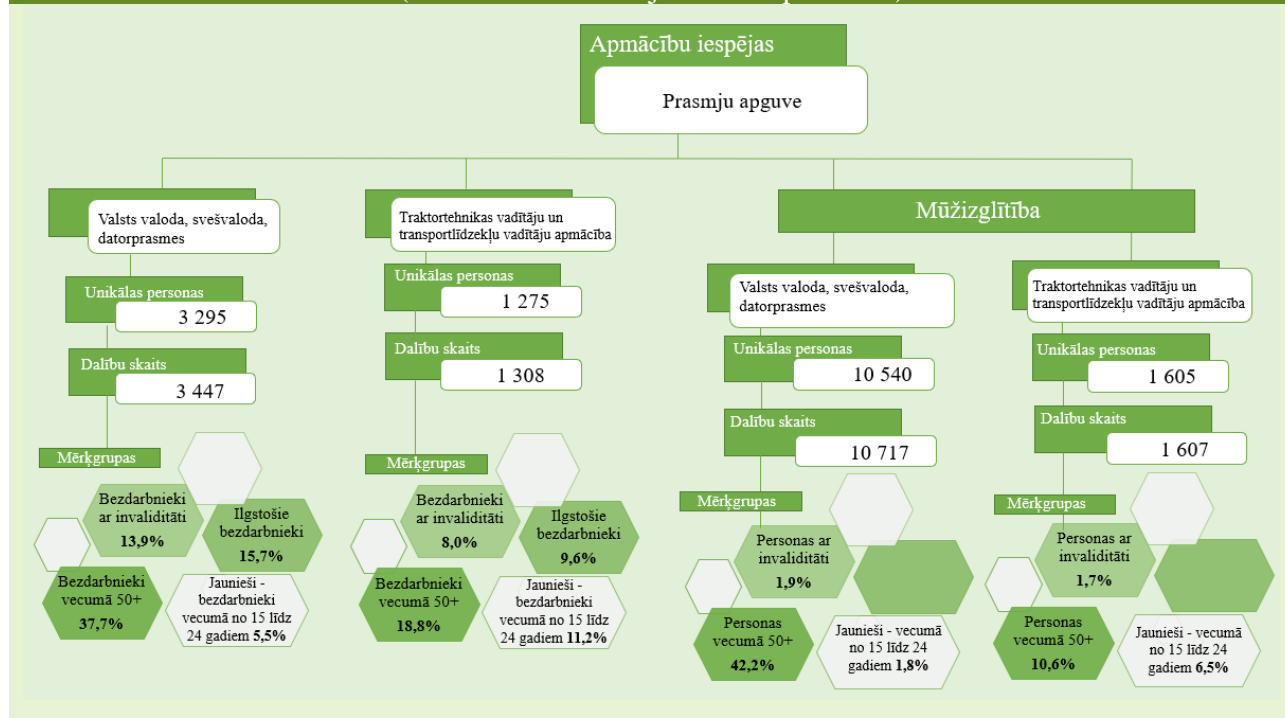 Apmācību iespējas
Prasmju apguve
Valsts valoda, svešvaloda,
datorprasmes
Unikālas personas
3 295
Dalību skaits
3 447
Mērķgrupas
Bezdarbnieki
ar invaliditāti
13,9%
Ilgstošie
bezdarbnieki
15,7%
Bezdarbnieki
vecumā 50+
37,7%
Jaunieši -
bezdarbnieki
vecumā no 15 līdz
24 gadiem 5,5%
Traktortehnikas vadītāju un
transportlīdzekļu vadītāju apmācība
Unikālas personas
1 275
Dalību skaits
1 308
Mērķgrupas
Bezdarbnieki
ar invaliditāti
8,0%
Ilgstošie
bezdarbnieki
9,6%
Bezdarbnieki
vecumā 50+
18,8%
Jaunieši -
bezdarbnieki
vecumā no 15 līdz
24 gadiem 11,2%
Mūžizglītība
Valsts valoda, svešvaloda,
datorprasmes
Unikālas personas
10 540
Dalību skaits
10 717
Mērķgrupas
Personas ar
invaliditāti
1,9%
Personas
vecumā 50+
42,2%
Jaunieši - vecumā
no 15 līdz 24
gadiem 1,8%
Traktortehnikas vadītāju un
transportlīdzekļu vadītāju apmācība
Unikālas personas
1 605
Dalību skaits
1 607
Mērķgrupas
Personas ar
invaliditāti
1,7%
Personas
vecumā 50+
10,6%
Jaunieši - vecumā
no 15 līdz 24
gadiem 6,5%